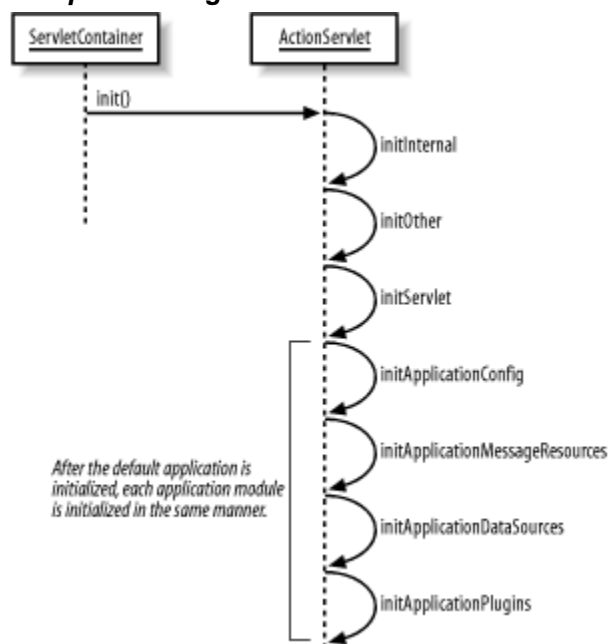 ServletContainer
ActionServlet
init()
initInternal
initOther
initServlet
initApplicationConfig
initApplicationMessageResources
After the default application is
initialized, each application module
is initialized in the same manner.
initApplicationDataSources
initApplicationPlugins